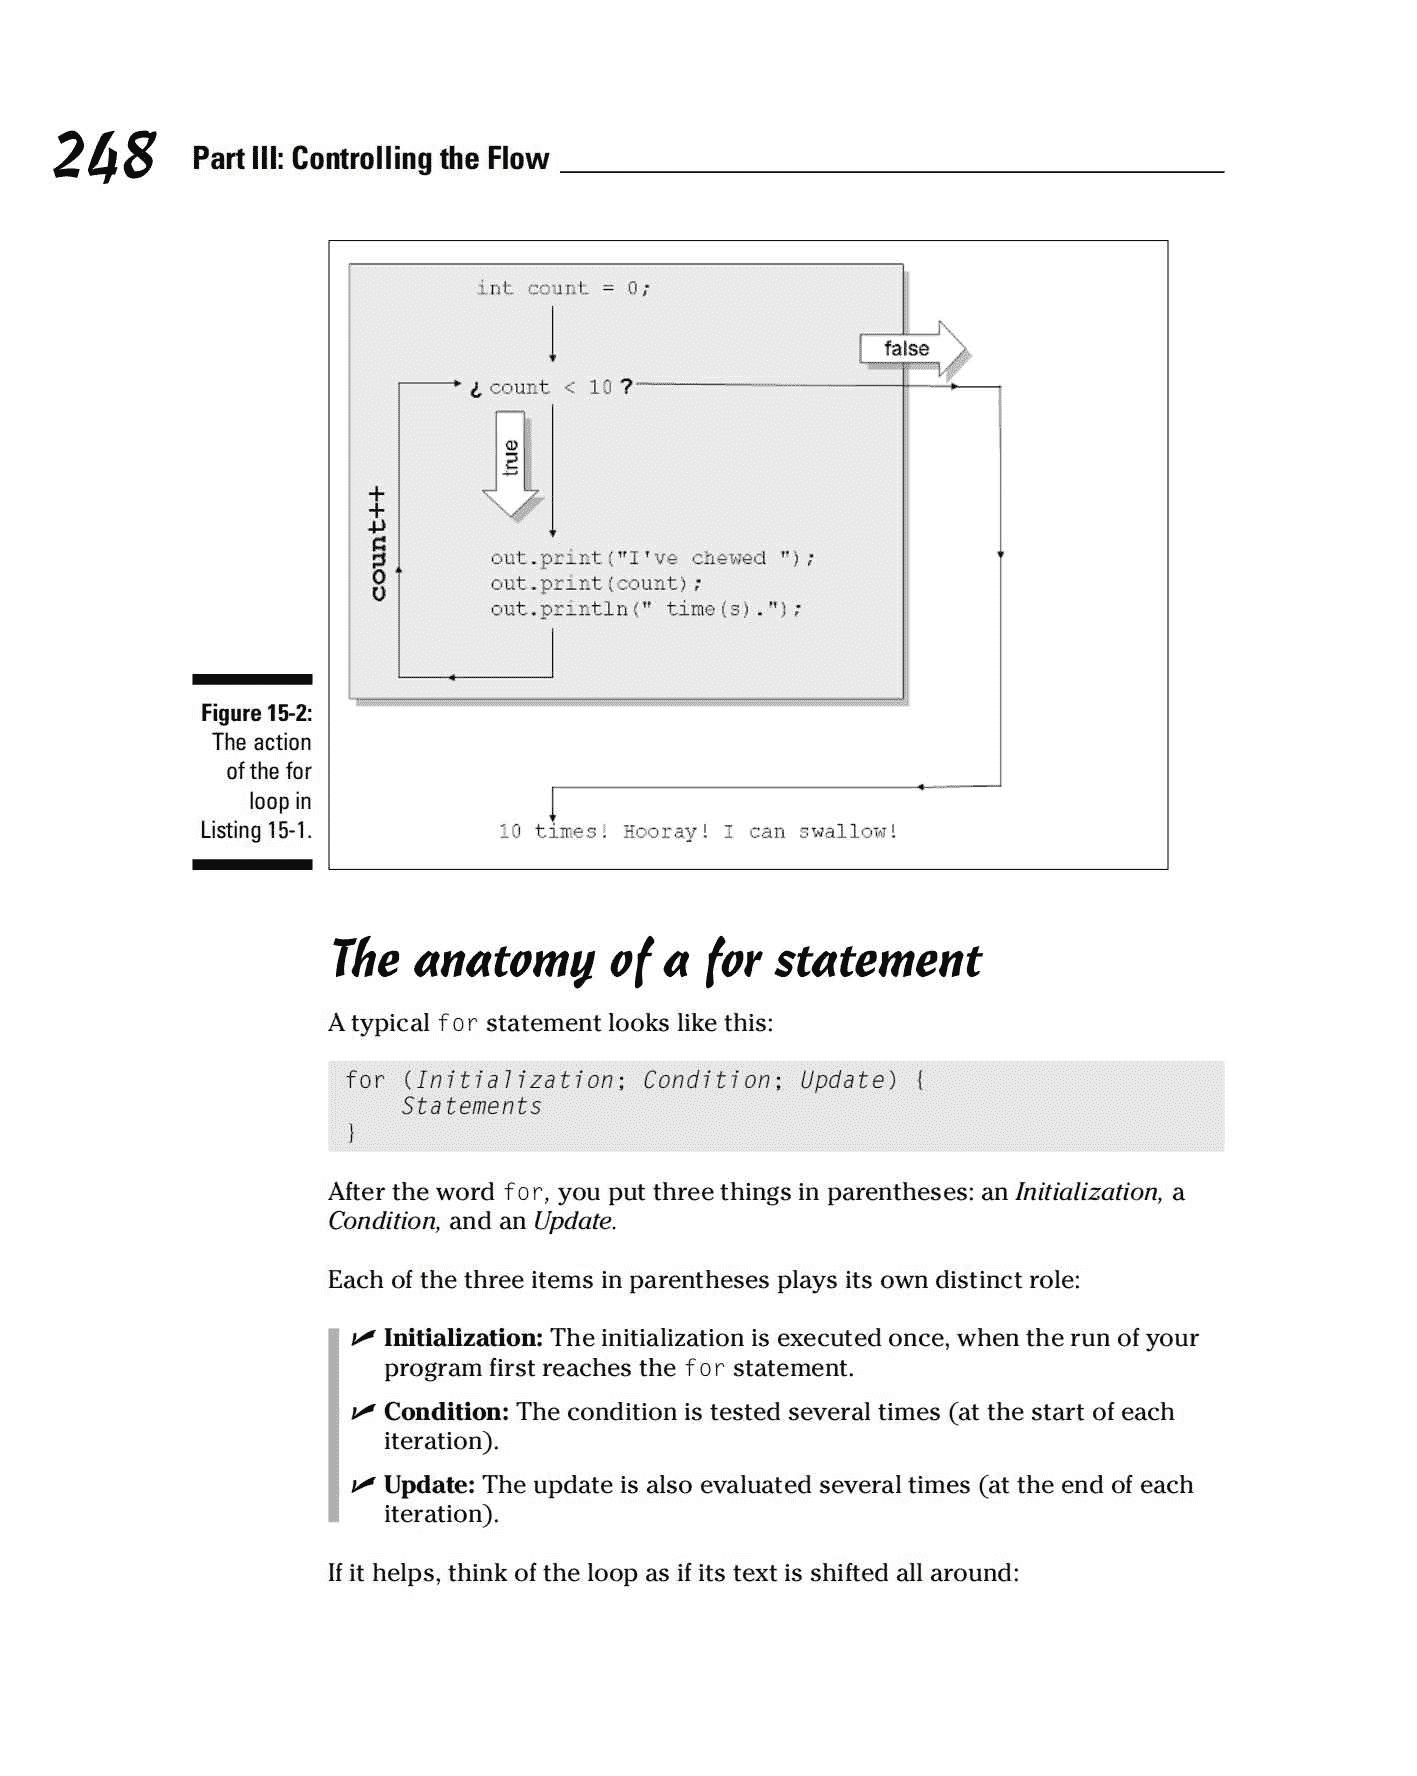 248 Part III: Controlling the Flow
int count = 0;
false
¿ count < 10 ?
true
count++
out.print("I've chewed ");
out.print(count);
out.println(" time(s).");
Figure 15-2:
The action
of the for
loop in
Listing 15-1.
10 times! Hooray! I can swallow!
The anatomy of a for statement
A typical for statement looks like this:
for (Initialization; Condition; Update) {
    Statements
}
After the word for, you put three things in parentheses: an Initialization, a
Condition, and an Update.
Each of the three items in parentheses plays its own distinct role:
✓ Initialization: The initialization is executed once, when the run of your
program first reaches the for statement.
✓ Condition: The condition is tested several times (at the start of each
iteration).
✓ Update: The update is also evaluated several times (at the end of each
iteration).
If it helps, think of the loop as if its text is shifted all around: